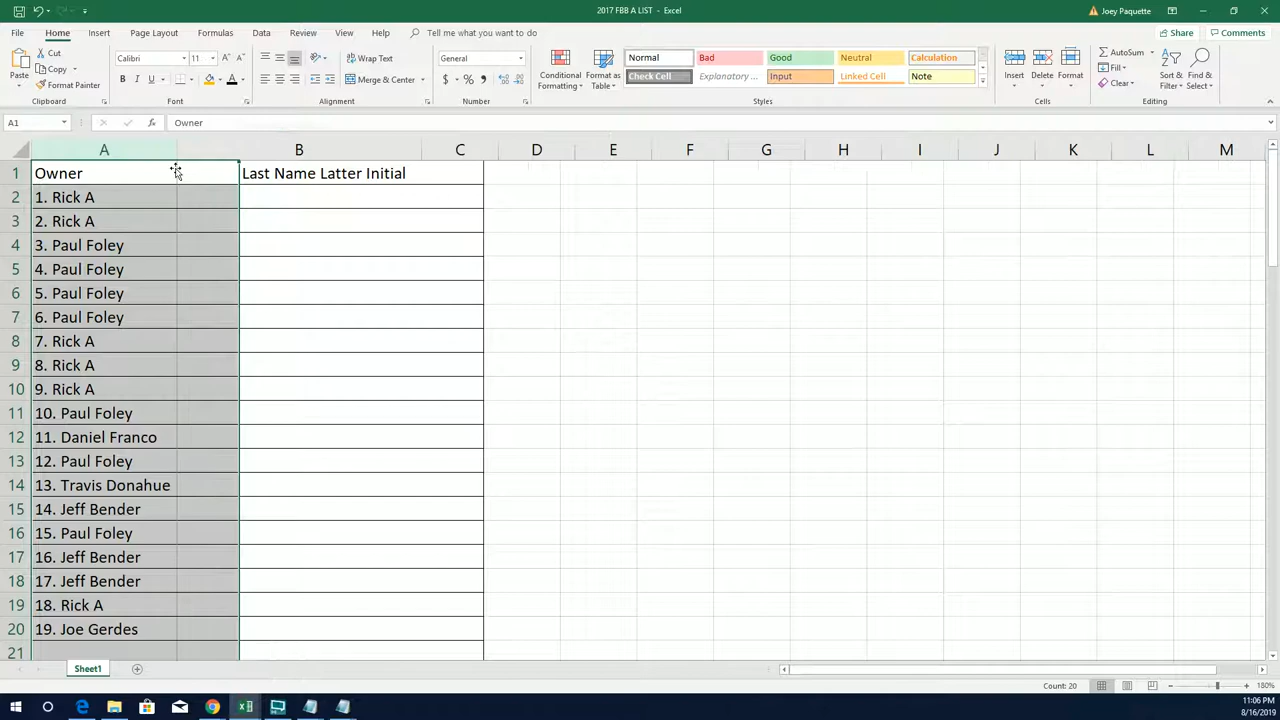 2017 FBB A LIST - Excel
Joey Paquette
File Home Insert Page Layout Formulas Data Review View Help Tell me what you want to do
Share Comments
Paste
Cut
Copy
Format Painter
Clipboard
Calibri 11
B I U
Font
Wrap Text
Merge & Center
Alignment
General
$ % ,
Number
Conditional Formatting
Format as Table
Normal Bad Good Neutral Calculation
Check Cell Explanatory ... Input Linked Cell Note
Styles
Insert Delete Format
Cells
AutoSum
Fill
Clear
Sort & Filter
Find & Select
Editing
A1 fx Owner
A B C D E F G H I J K L M
1 Owner Last Name Latter Initial
2 1. Rick A
3 2. Rick A
4 3. Paul Foley
5 4. Paul Foley
6 5. Paul Foley
7 6. Paul Foley
8 7. Rick A
9 8. Rick A
10 9. Rick A
11 10. Paul Foley
12 11. Daniel Franco
13 12. Paul Foley
14 13. Travis Donahue
15 14. Jeff Bender
16 15. Paul Foley
17 16. Jeff Bender
18 17. Jeff Bender
19 18. Rick A
20 19. Joe Gerdes
21
Sheet1
Count: 20 180%
11:06 PM
8/16/2019